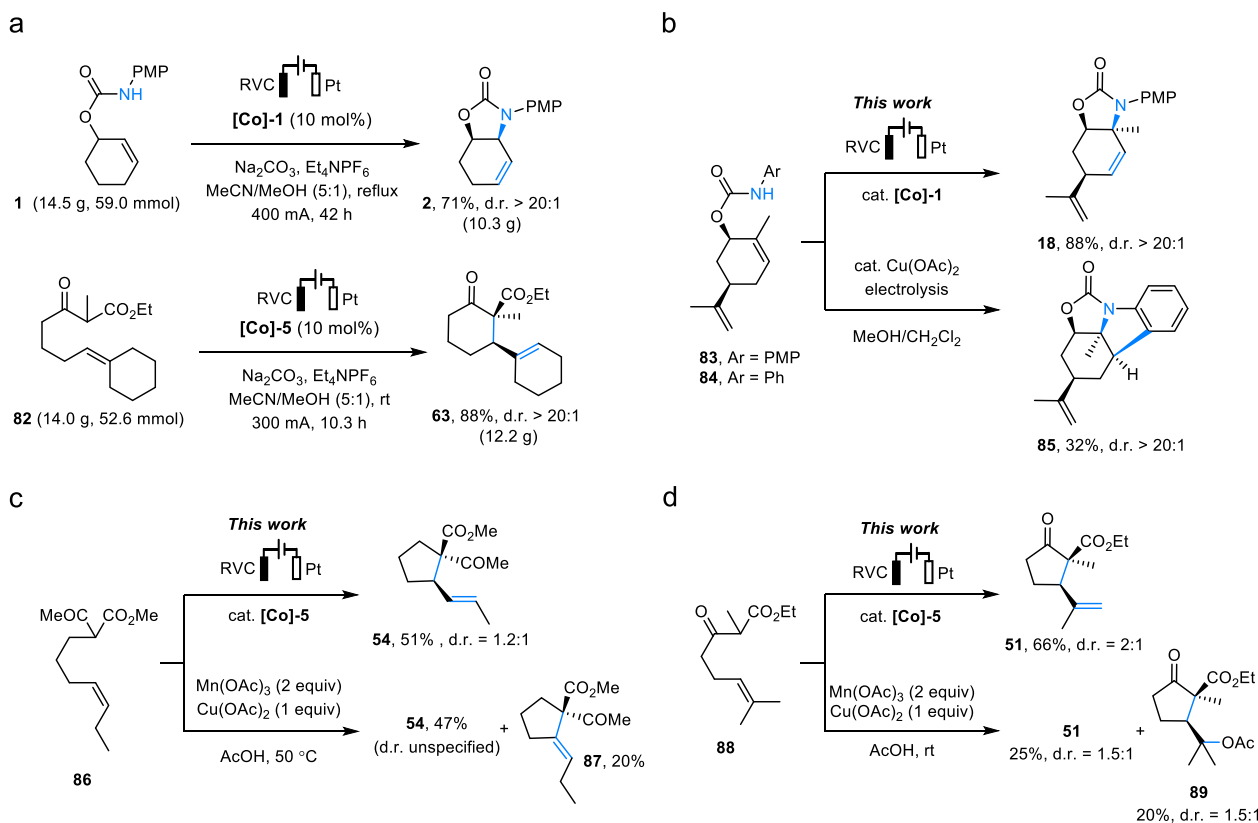 a
O
O
NH
PMP
RVC
Pt
[Co]-1 (10 mol%)
Na2CO3, Et4NPF6
MeCN/MeOH (5:1), reflux
400 mA, 42 h
1 (14.5 g, 59.0 mmol)
O
O
N
PMP
2, 71%, d.r. > 20:1
(10.3 g)
O
CO2Et
82 (14.0 g, 52.6 mmol)
RVC
Pt
[Co]-5 (10 mol%)
Na2CO3, Et4NPF6
MeCN/MeOH (5:1), rt
300 mA, 10.3 h
O
CO2Et
63, 88%, d.r. > 20:1
(12.2 g)
b
O
O
NH
Ar
83, Ar = PMP
84, Ar = Ph
This work
RVC
Pt
cat. [Co]-1
O
O
N
PMP
18, 88%, d.r. > 20:1
cat. Cu(OAc)2
electrolysis
MeOH/CH2Cl2
O
O
N
H
85, 32%, d.r. > 20:1
c
MeOC
CO2Me
86
This work
RVC
Pt
cat. [Co]-5
CO2Me
COMe
54, 51% , d.r. = 1.2:1
Mn(OAc)3 (2 equiv)
Cu(OAc)2 (1 equiv)
AcOH, 50 °C
54, 47%
(d.r. unspecified)
+
CO2Me
COMe
87, 20%
d
O
CO2Et
88
This work
RVC
Pt
cat. [Co]-5
O
CO2Et
51, 66%, d.r. = 2:1
Mn(OAc)3 (2 equiv)
Cu(OAc)2 (1 equiv)
AcOH, rt
51
25%, d.r. = 1.5:1
+
O
CO2Et
OAc
89
20%, d.r. = 1.5:1